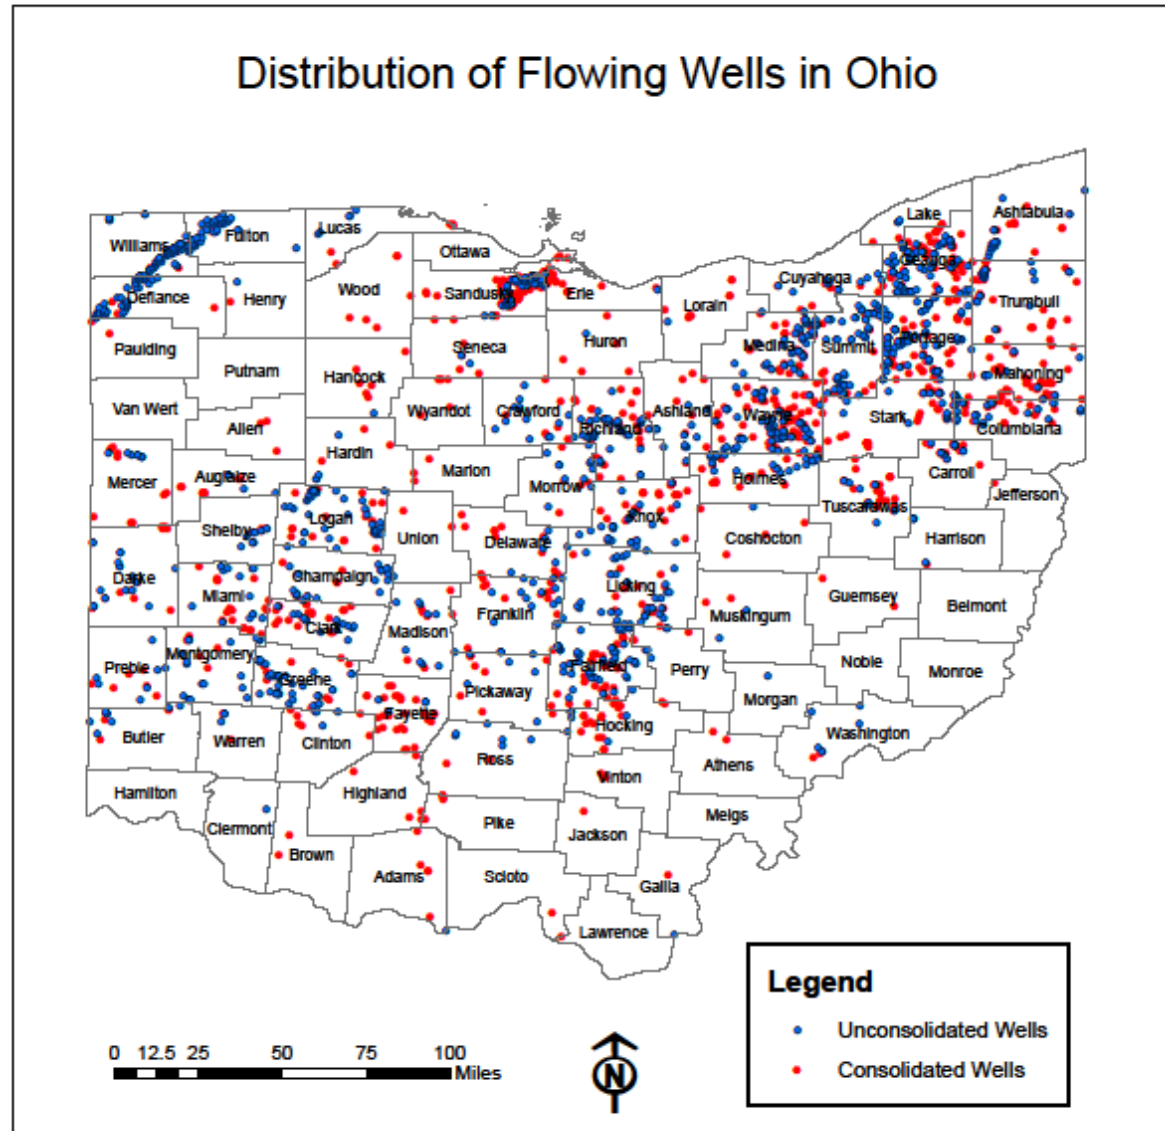 Distribution of Flowing Wells in Ohio
Lake
Ashtabula
Williams
Fulton
Lucas
Ottawa
Geauga
Cuyahoga
Defiance
Henry
Wood
Sandusky
Erie
Lorain
Trumbull
Paulding
Seneca
Huron
Medina
Summit
Portage
Putnam
Hancock
Mahoning
Van Wert
Wyandot
Crawford
Richland
Ashland
Wayne
Stark
Columbiana
Allen
Hardin
Marion
Mercer
Auglaize
Morrow
Holmes
Carroll
Jefferson
Tuscarawas
Shelby
Logan
Union
Delaware
Knox
Coshocton
Harrison
Darke
Champaign
Licking
Miami
Franklin
Muskingum
Guernsey
Belmont
Clark
Madison
Preble
Montgomery
Greene
Fairfield
Perry
Noble
Monroe
Pickaway
Morgan
Fayette
Hocking
Washington
Butler
Warren
Clinton
Ross
Athens
Vinton
Hamilton
Highland
Clermont
Pike
Jackson
Meigs
Brown
Adams
Scioto
Gallia
Lawrence
Legend
Unconsolidated Wells
Consolidated Wells
0 12.5 25 50 75 100
Miles
N